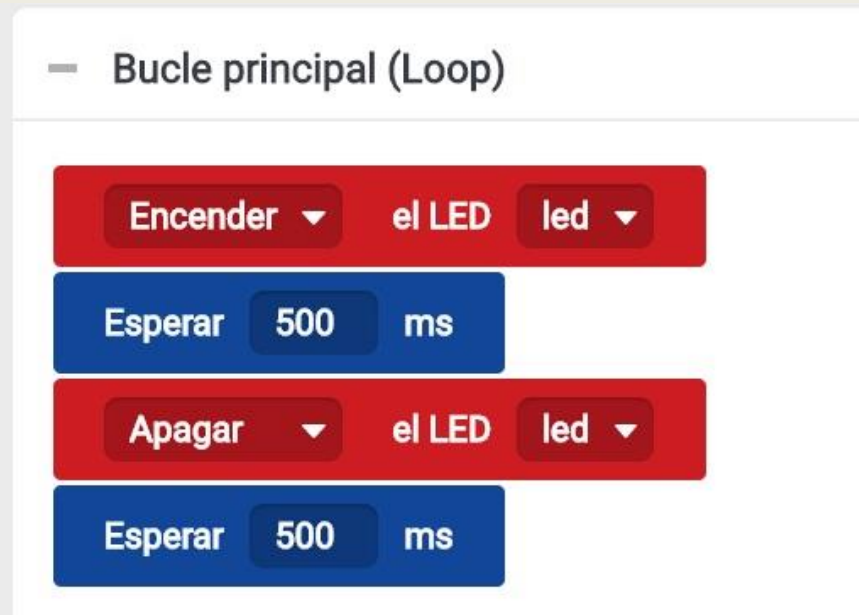 Bucle principal (Loop)
Encender el LED led
Esperar 500 ms
Apagar el LED led
Esperar 500 ms